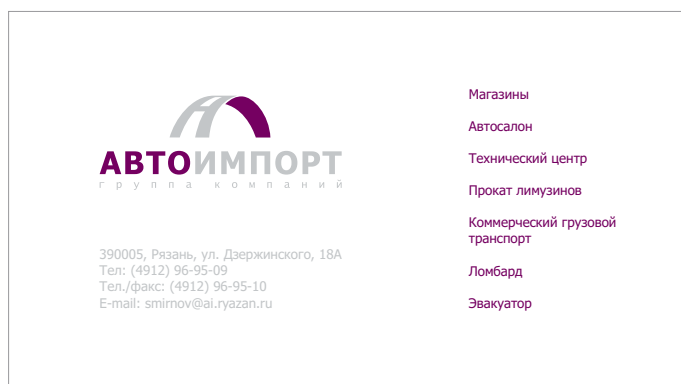 АВТОИМПОРТ
группа компаний
390005, Рязань, ул. Дзержинского, 18А
Тел: (4912) 96-95-09
Тел./факс: (4912) 96-95-10
E-mail: smirnov@ai.ryazan.ru
Магазины
Автосалон
Технический центр
Прокат лимузинов
Коммерческий грузовой
транспорт
Ломбард
Эвакуатор